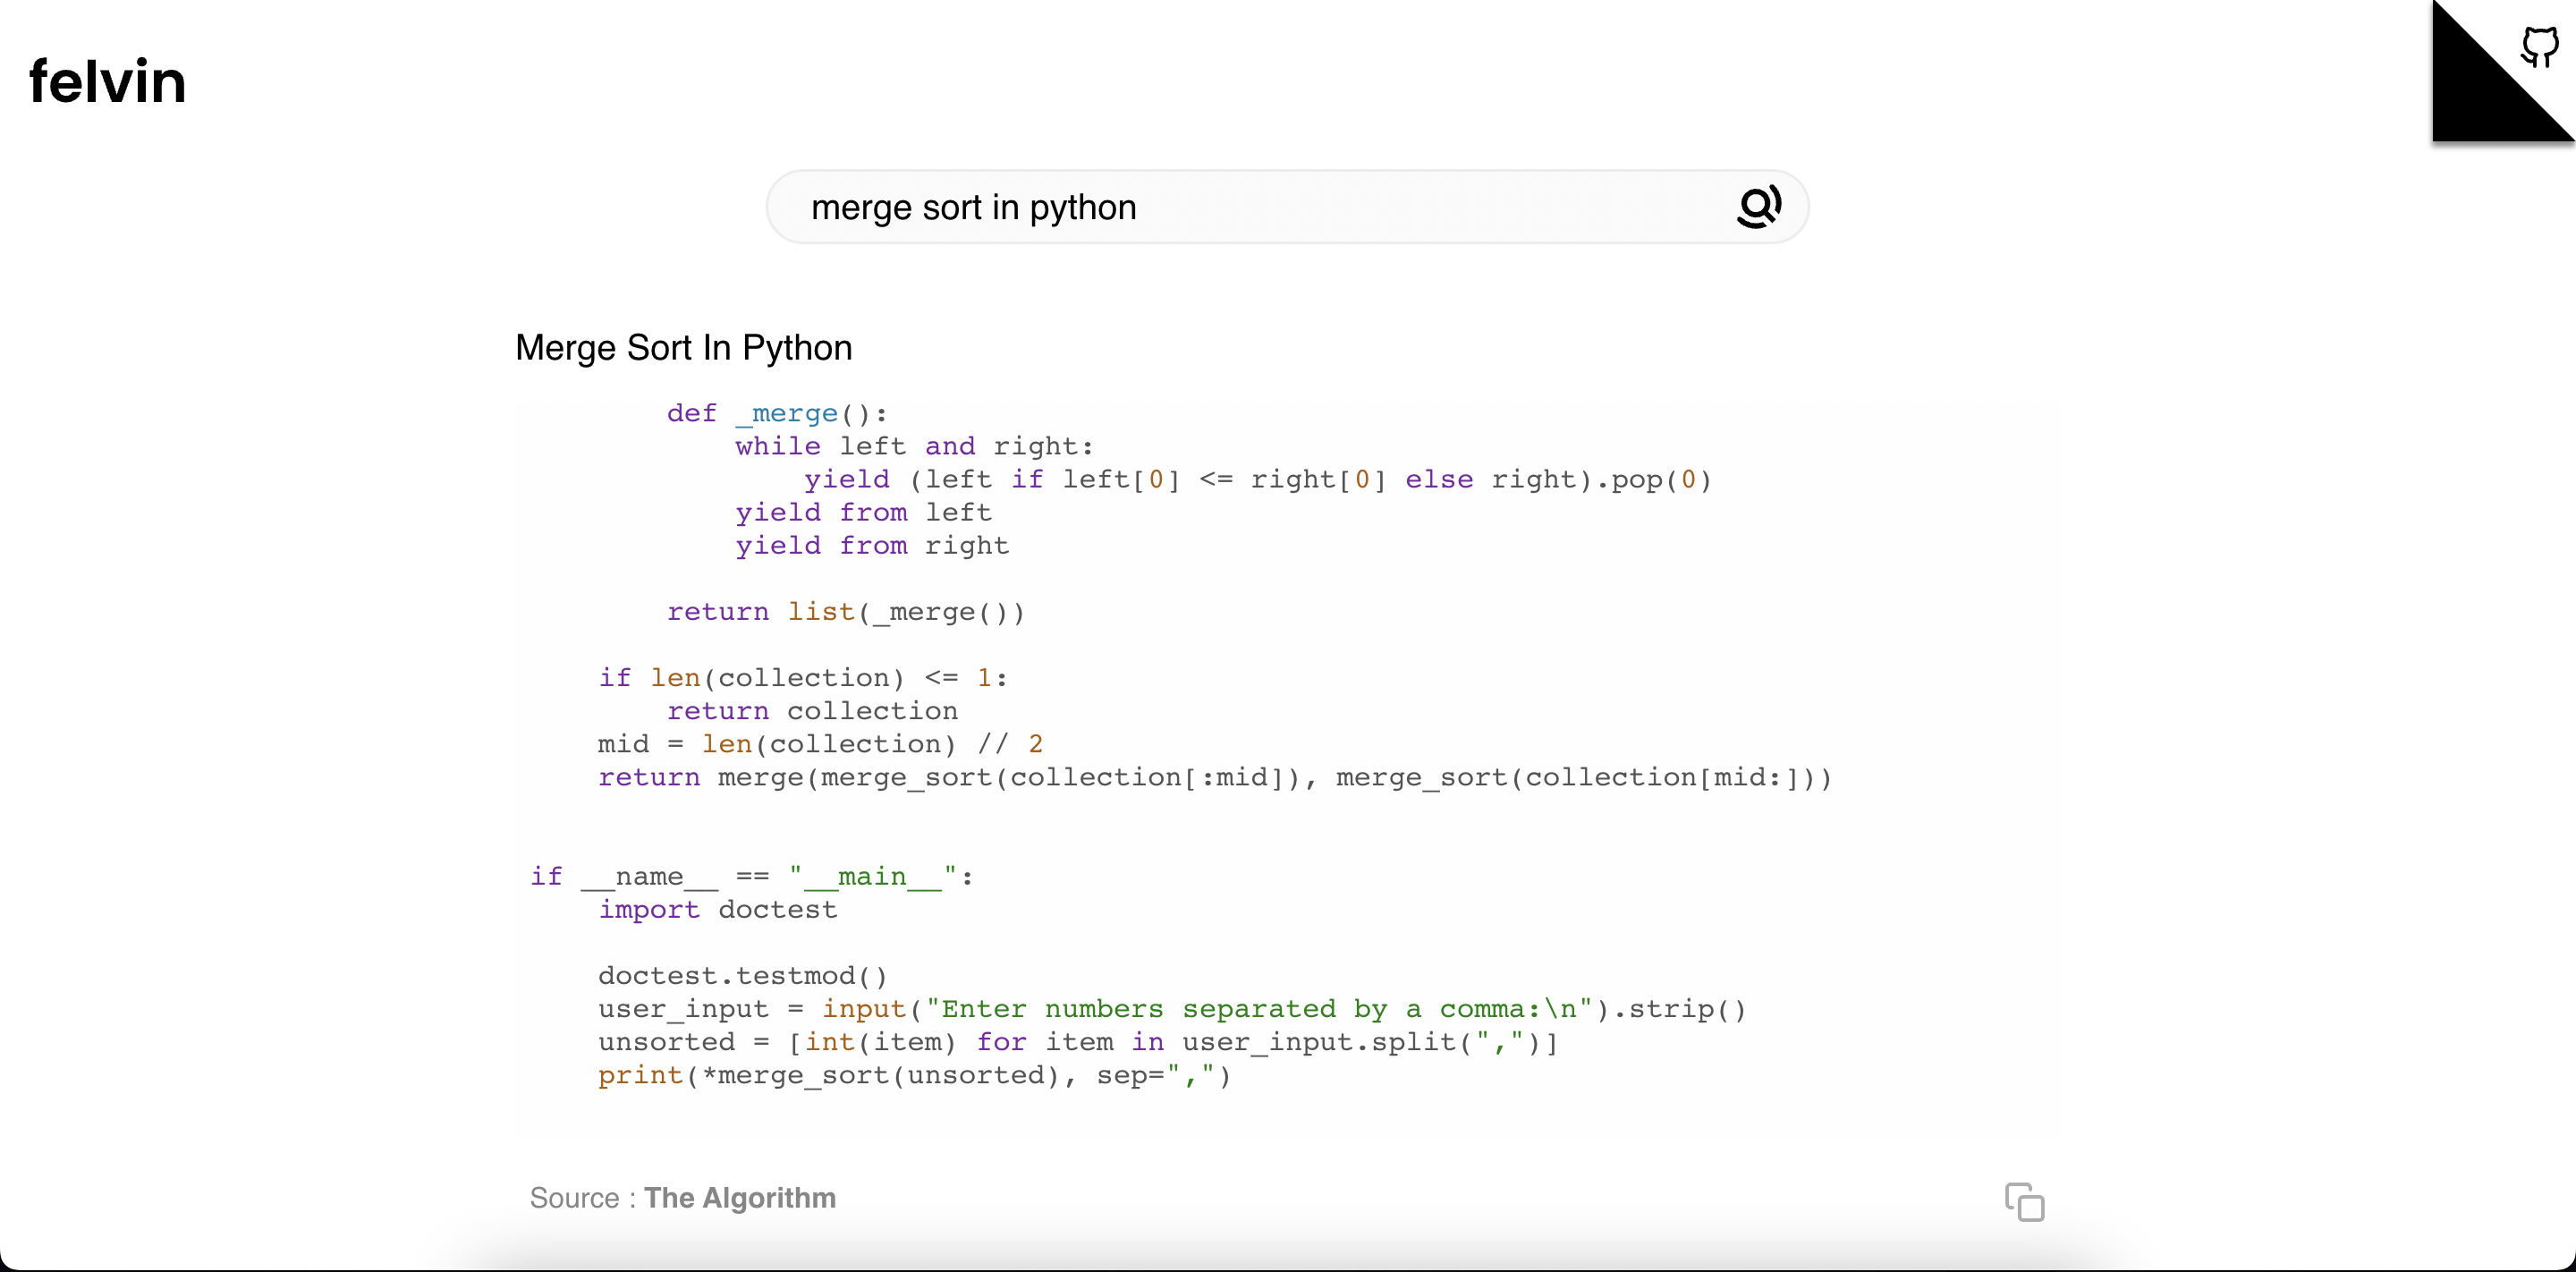 felvin
merge sort in python
Merge Sort In Python
        def _merge():
            while left and right:
                yield (left if left[0] <= right[0] else right).pop(0)
            yield from left
            yield from right
        return list(_merge())
    if len(collection) <= 1:
        return collection
    mid = len(collection) // 2
    return merge(merge_sort(collection[:mid]), merge_sort(collection[mid:]))
if __name__ == "__main__":
    import doctest
    doctest.testmod()
    user_input = input("Enter numbers separated by a comma:\n").strip()
    unsorted = [int(item) for item in user_input.split(",")]
    print(*merge_sort(unsorted), sep=",")
Source : The Algorithm